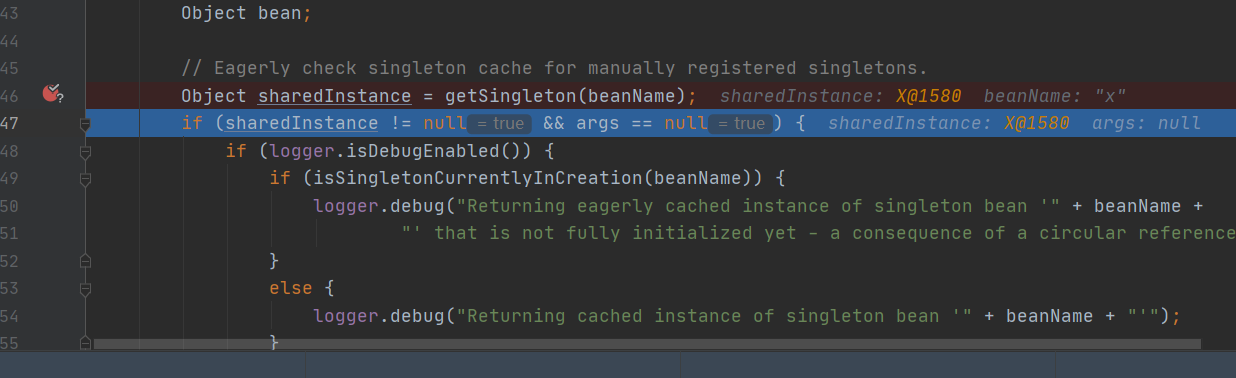 43 Object bean;
44
45 // Eagerly check singleton cache for manually registered singletons.
46 Object sharedInstance = getSingleton(beanName); sharedInstance: X@1580 beanName: "x"
47 if (sharedInstance != null = true && args == null = true ) { sharedInstance: X@1580 args: null
48 if (logger.isDebugEnabled()) {
49 if (isSingletonCurrentlyInCreation(beanName)) {
50 logger.debug("Returning eagerly cached instance of singleton bean '" + beanName +
51 "' that is not fully initialized yet - a consequence of a circular reference
52 }
53 else {
54 logger.debug("Returning cached instance of singleton bean '" + beanName + "'");
55 }